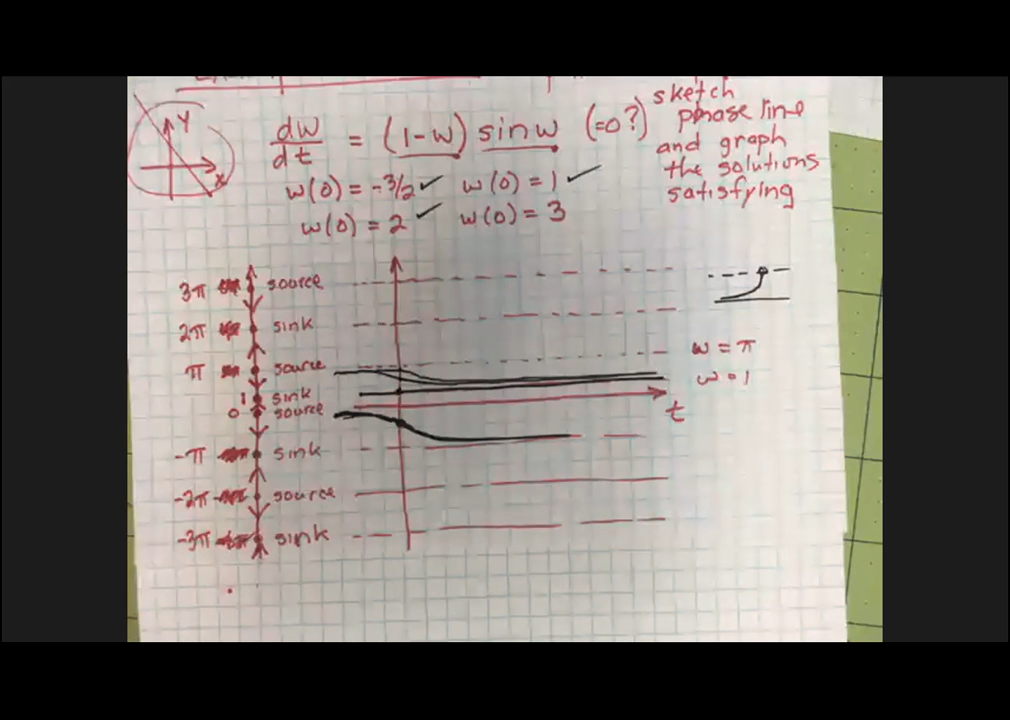 sketch
phase line
and graph
the solutions
satisfying
Y
x
dw/dt = (1-w) sinw (=0?)
w(0) = -3/2 ✓ w(0) = 1 ✓
w(0) = 2 ✓ w(0) = 3
3π source
2π sink
π source
1 sink
0 source
-π sink
-2π source
-3π sink
w = π
w = 1
t